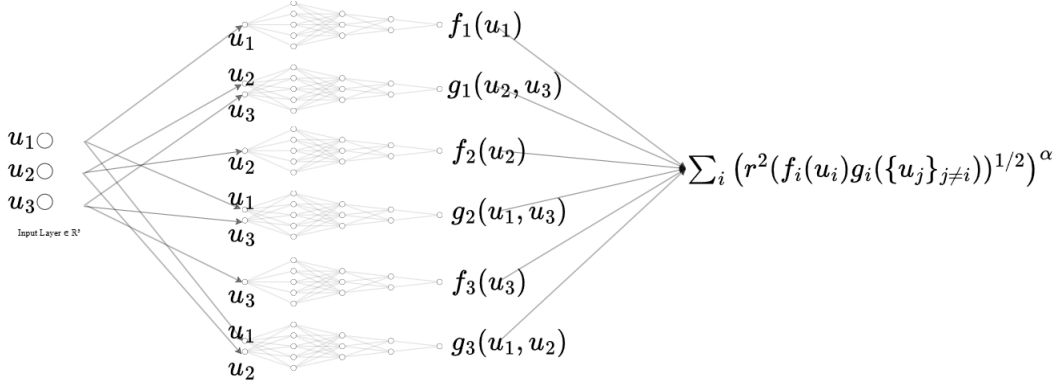 u₁
u₂
u₃
Input Layer ∈ ℝ³
u₁
f₁(u₁)
u₂
u₃
g₁(u₂, u₃)
u₂
f₂(u₂)
u₁
u₃
g₂(u₁, u₃)
u₃
f₃(u₃)
u₁
u₂
g₃(u₁, u₂)
∑ᵢ (r²(fᵢ(uᵢ)gᵢ({uⱼ}ⱼ≠ᵢ))^{1/2})^α